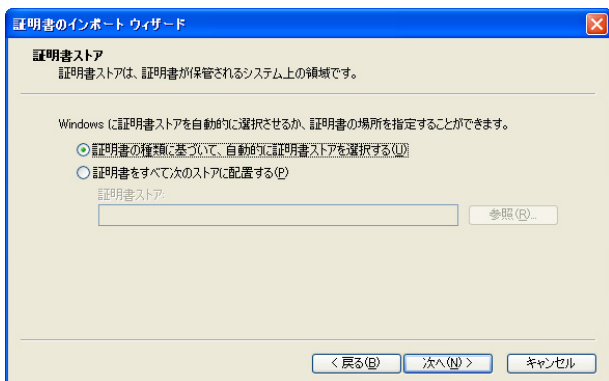 証明書のインポート ウィザード
証明書ストア
証明書ストアは、証明書が保管されるシステム上の領域です。
Windows に証明書ストアを自動的に選択させるか、証明書の場所を指定することができます。
証明書の種類に基づいて、自動的に証明書ストアを選択する(U)
証明書をすべて次のストアに配置する(P)
証明書ストア:
参照(R)...
< 戻る(B)
次へ(N) >
キャンセル